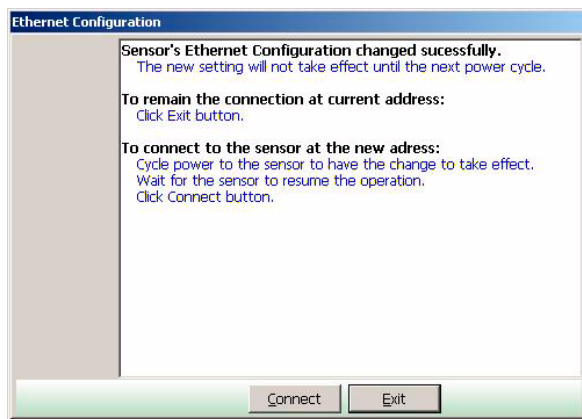 Ethernet Configuration
Sensor's Ethernet Configuration changed sucessfully.
The new setting will not take effect until the next power cycle.
To remain the connection at current address:
Click Exit button.
To connect to the sensor at the new adress:
Cycle power to the sensor to have the change to take effect.
Wait for the sensor to resume the operation.
Click Connect button.
Connect
Exit